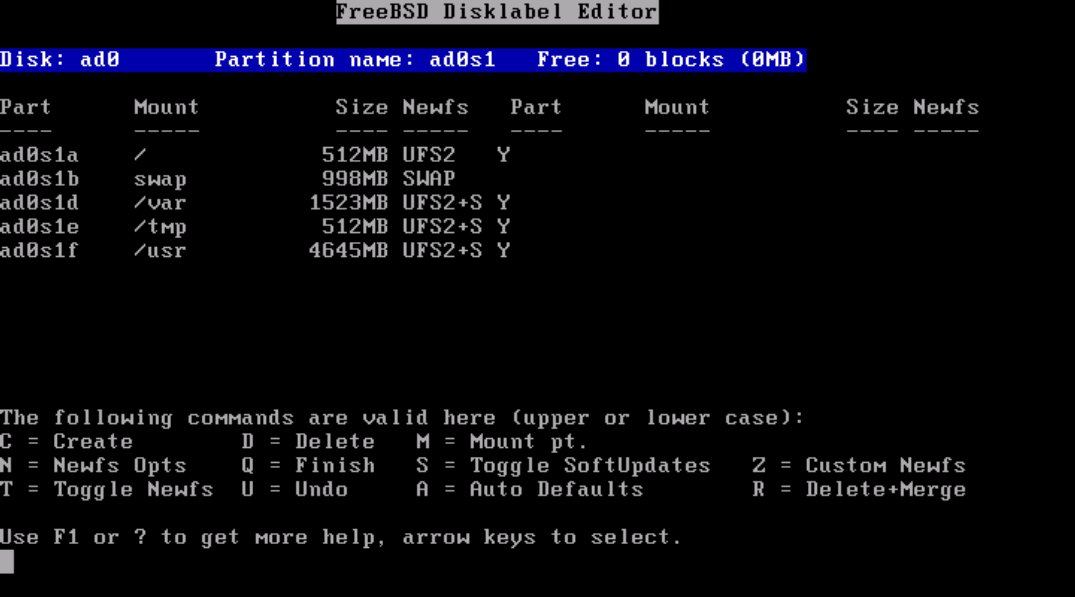 FreeBSD Disklabel Editor
Disk: ad0       Partition name: ad0s1   Free: 0 blocks (0MB)
Part      Mount          Size Newfs   Part      Mount          Size Newfs
----      -----          ---- -----   ----      -----          ---- -----
ad0s1a    /             512MB UFS2   Y
ad0s1b    swap          998MB SWAP
ad0s1d    /var         1523MB UFS2+S Y
ad0s1e    /tmp          512MB UFS2+S Y
ad0s1f    /usr         4645MB UFS2+S Y
The following commands are valid here (upper or lower case):
C = Create        D = Delete   M = Mount pt.
N = Newfs Opts    Q = Finish   S = Toggle SoftUpdates   Z = Custom Newfs
T = Toggle Newfs  U = Undo     A = Auto Defaults        R = Delete+Merge
Use F1 or ? to get more help, arrow keys to select.